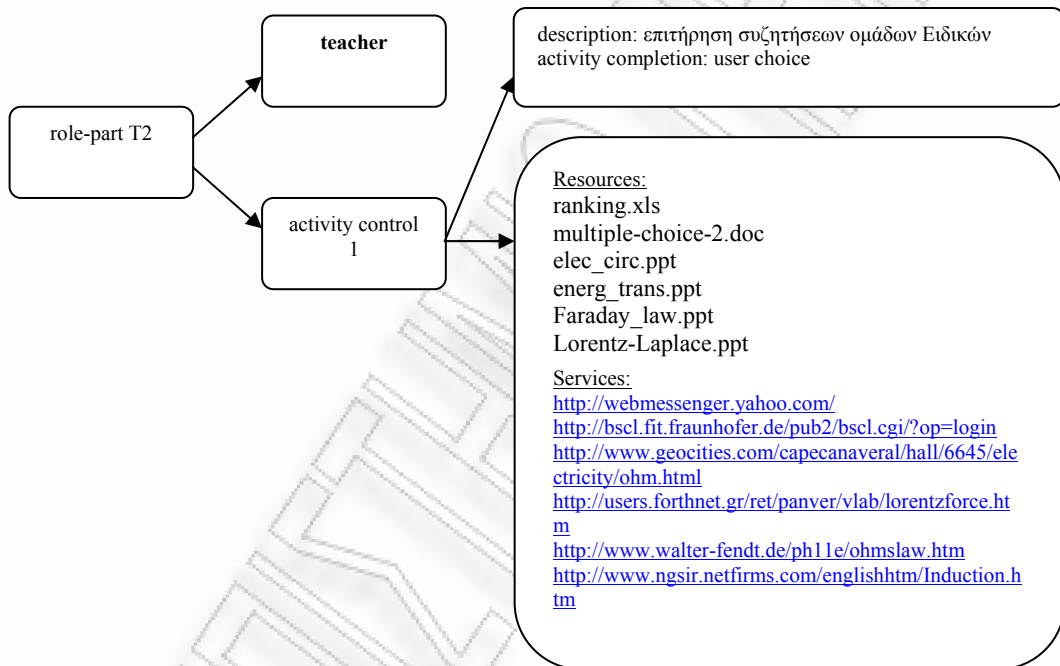 teacher
description: επιτήρηση συζητήσεων ομάδων Ειδικών
activity completion: user choice
role-part T2
activity control
1
Resources:
ranking.xls
multiple-choice-2.doc
elec_circ.ppt
energ_trans.ppt
Faraday_law.ppt
Lorentz-Laplace.ppt
Services:
http://webmessenger.yahoo.com/
http://bscl.fit.fraunhofer.de/pub2/bscl.cgi/?op=login
http://www.geocities.com/capecanaveral/hall/6645/ele
ctricity/ohm.html
http://users.forthnet.gr/ret/panver/vlab/lorentzforce.ht
m
http://www.walter-fendt.de/ph11e/ohmslaw.htm
http://www.ngsir.netfirms.com/englishhtm/Induction.h
tm